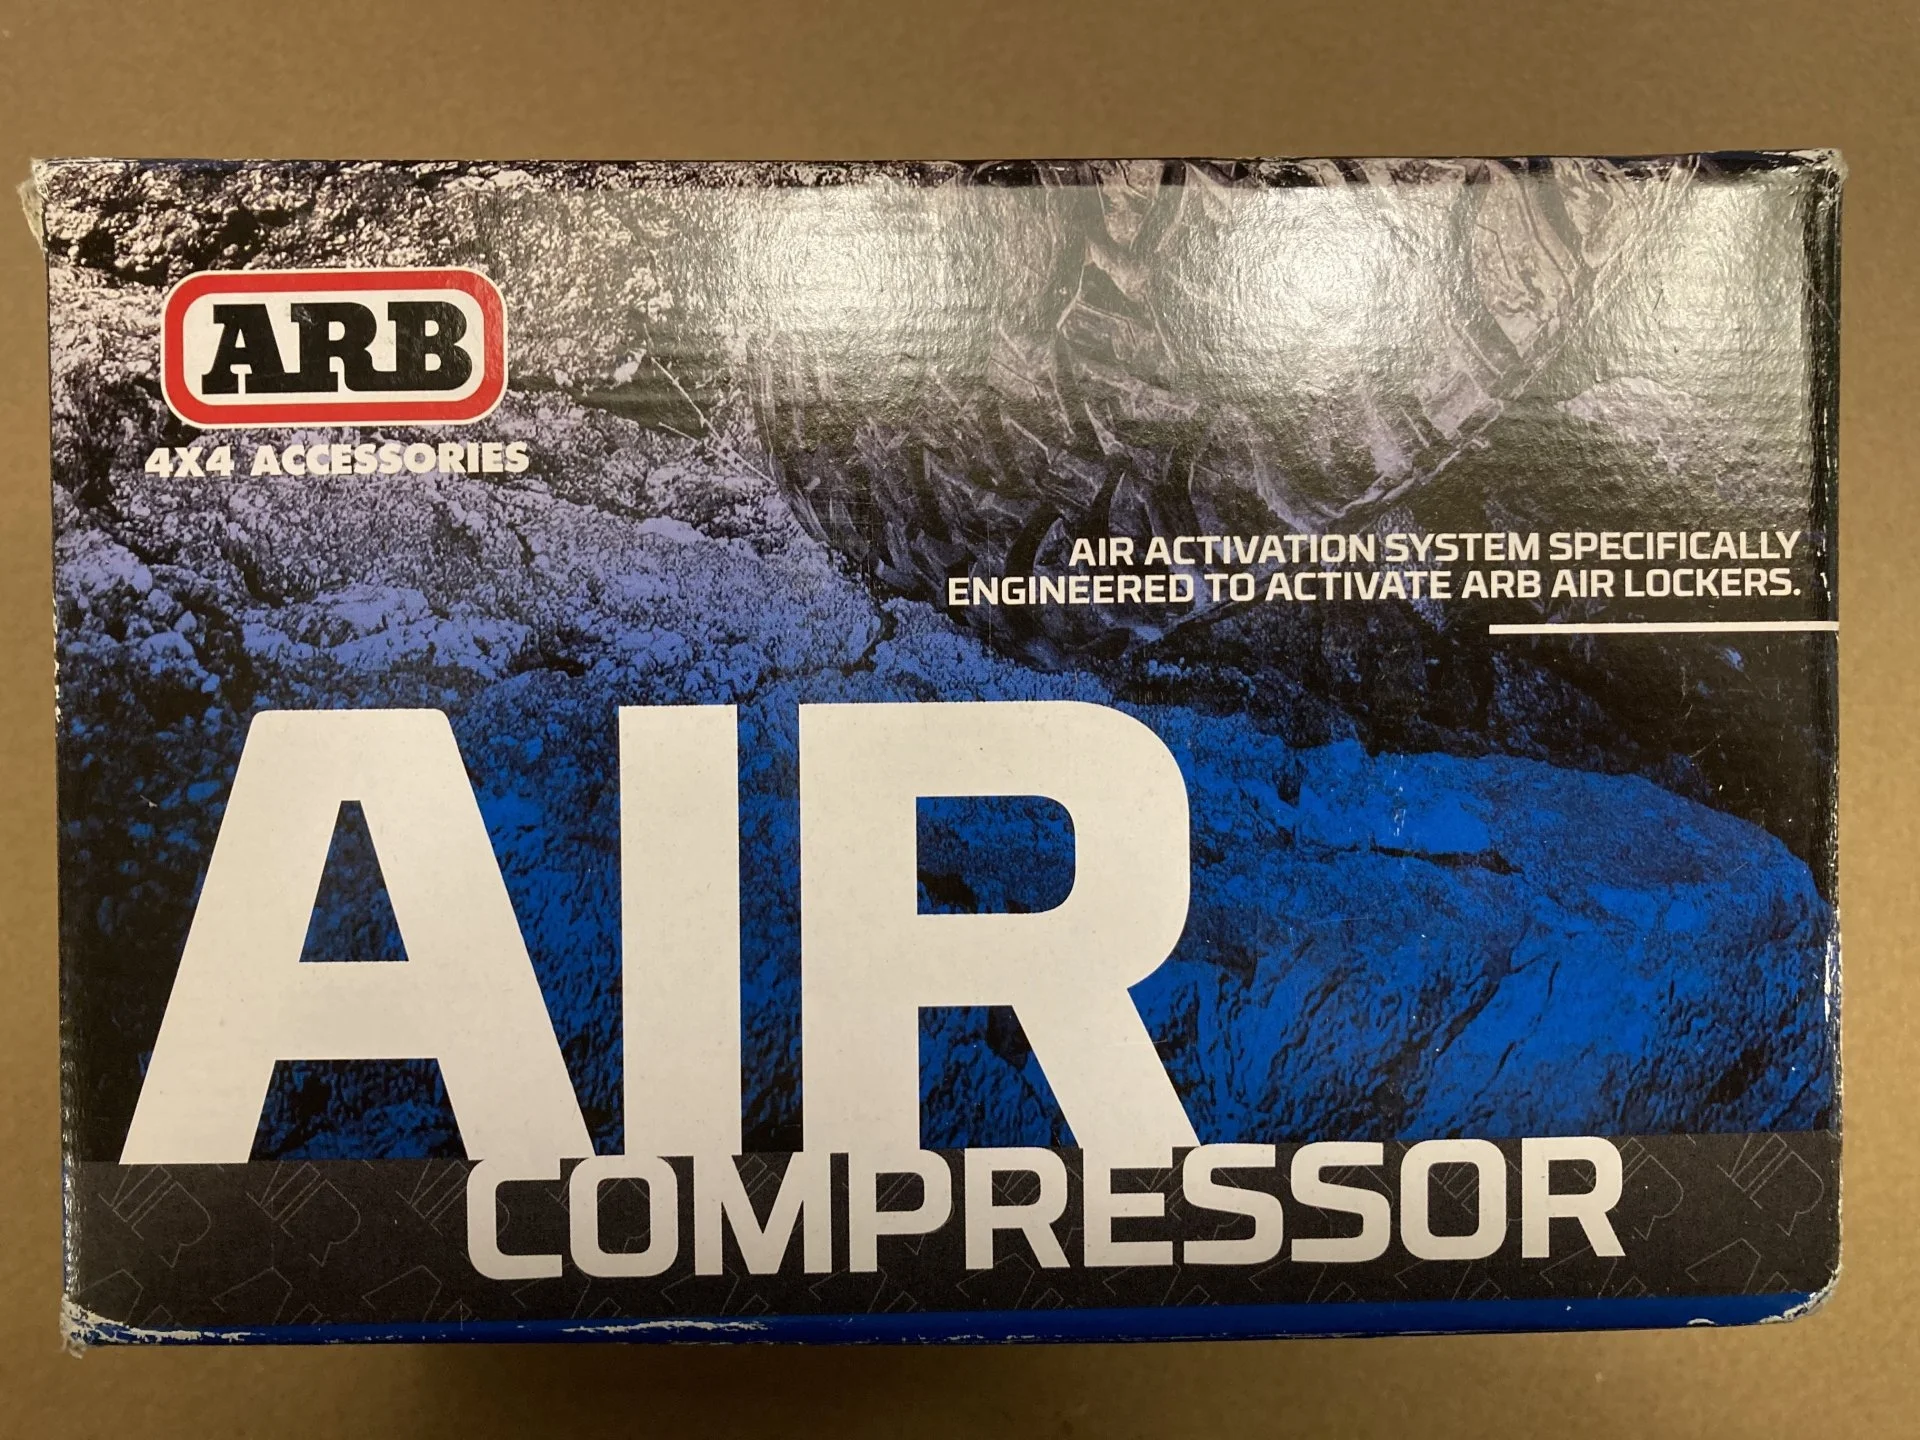 ARB
4X4 ACCESSORIES
AIR ACTIVATION SYSTEM SPECIFICALLY
ENGINEERED TO ACTIVATE ARB AIR LOCKERS.
AIR
COMPRESSOR